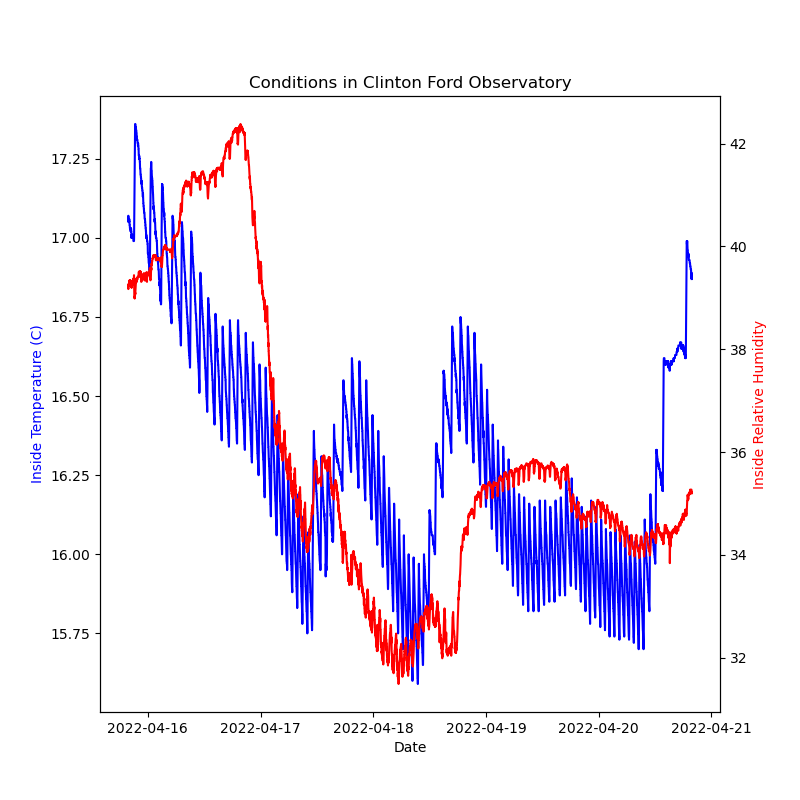 Conditions in Clinton Ford Observatory
17.25
17.00
16.75
16.50
16.25
16.00
15.75
Inside Temperature (C)
42
40
38
36
34
32
Inside Relative Humidity
2022-04-16 2022-04-17 2022-04-18 2022-04-19 2022-04-20 2022-04-21
Date